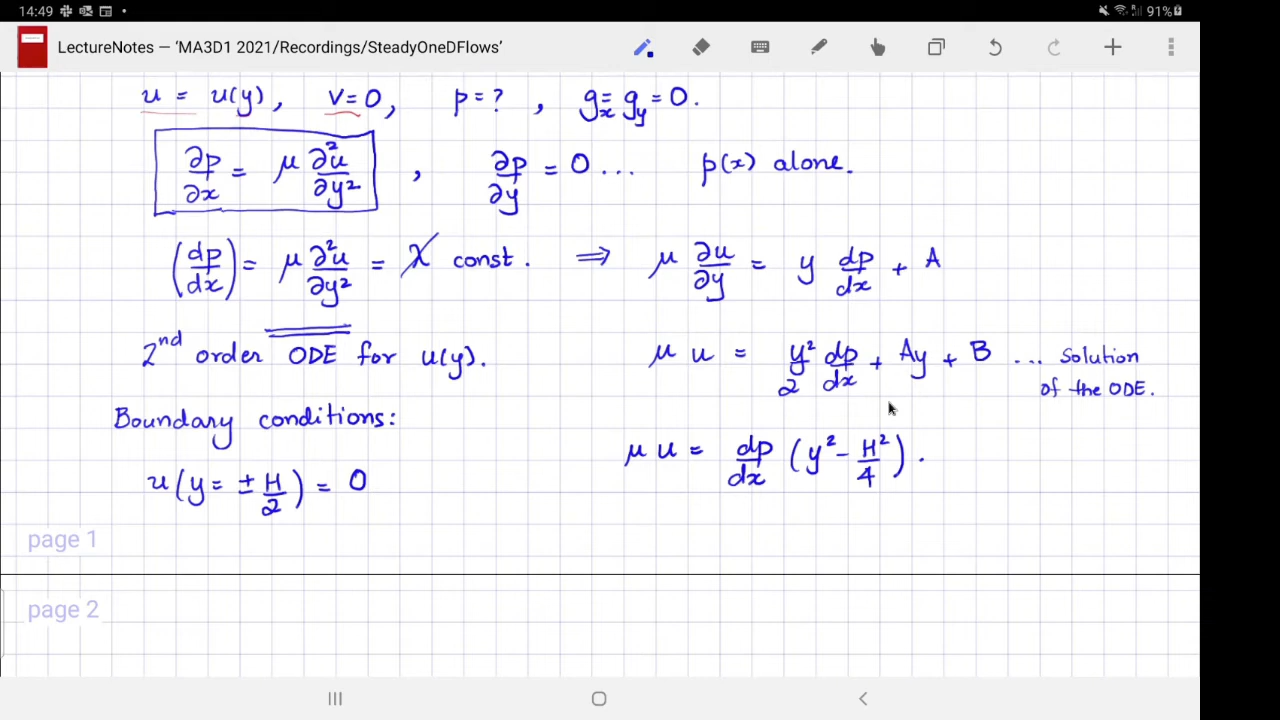 14:49 91%
LectureNotes — ‘MA3D1 2021/Recordings/SteadyOneDFlows’
u = u(y), v=0, p=?, g_x = g_y = 0.
∂p/∂x = μ ∂²u/∂y², ∂p/∂y = 0 ... p(x) alone.
(dp/dx) = μ ∂²u/∂y² = χ const. ⟹ μ ∂u/∂y = y dp/dx + A
2nd order ODE for u(y). μ u = y²/2 dp/dx + Ay + B ... solution
of the ODE.
Boundary conditions:
μ u = dp/dx (y² - H²/4).
u(y = ± H/2) = 0
page 1
page 2